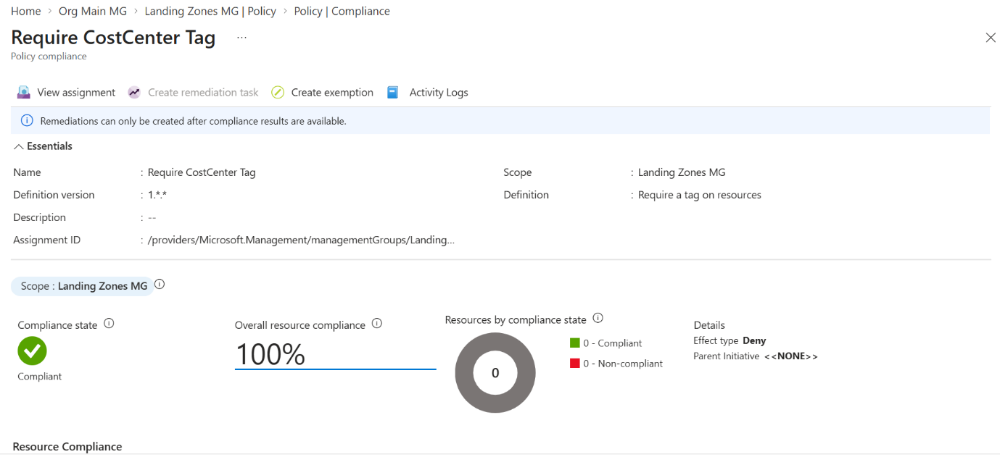 Home > Org Main MG > Landing Zones MG | Policy > Policy | Compliance
Require CostCenter Tag ...
Policy compliance
View assignment Create remediation task Create exemption Activity Logs
Remediations can only be created after compliance results are available.
Essentials
Name : Require CostCenter Tag Scope : Landing Zones MG
Definition version : 1.*.* Definition : Require a tag on resources
Description : --
Assignment ID : /providers/Microsoft.Management/managementGroups/Landing...
Scope : Landing Zones MG
Compliance state Overall resource compliance Resources by compliance state Details
100% 0 0 - Compliant Effect type Deny
Parent Initiative <<NONE>>
0 - Non-compliant
Compliant
Resource Compliance